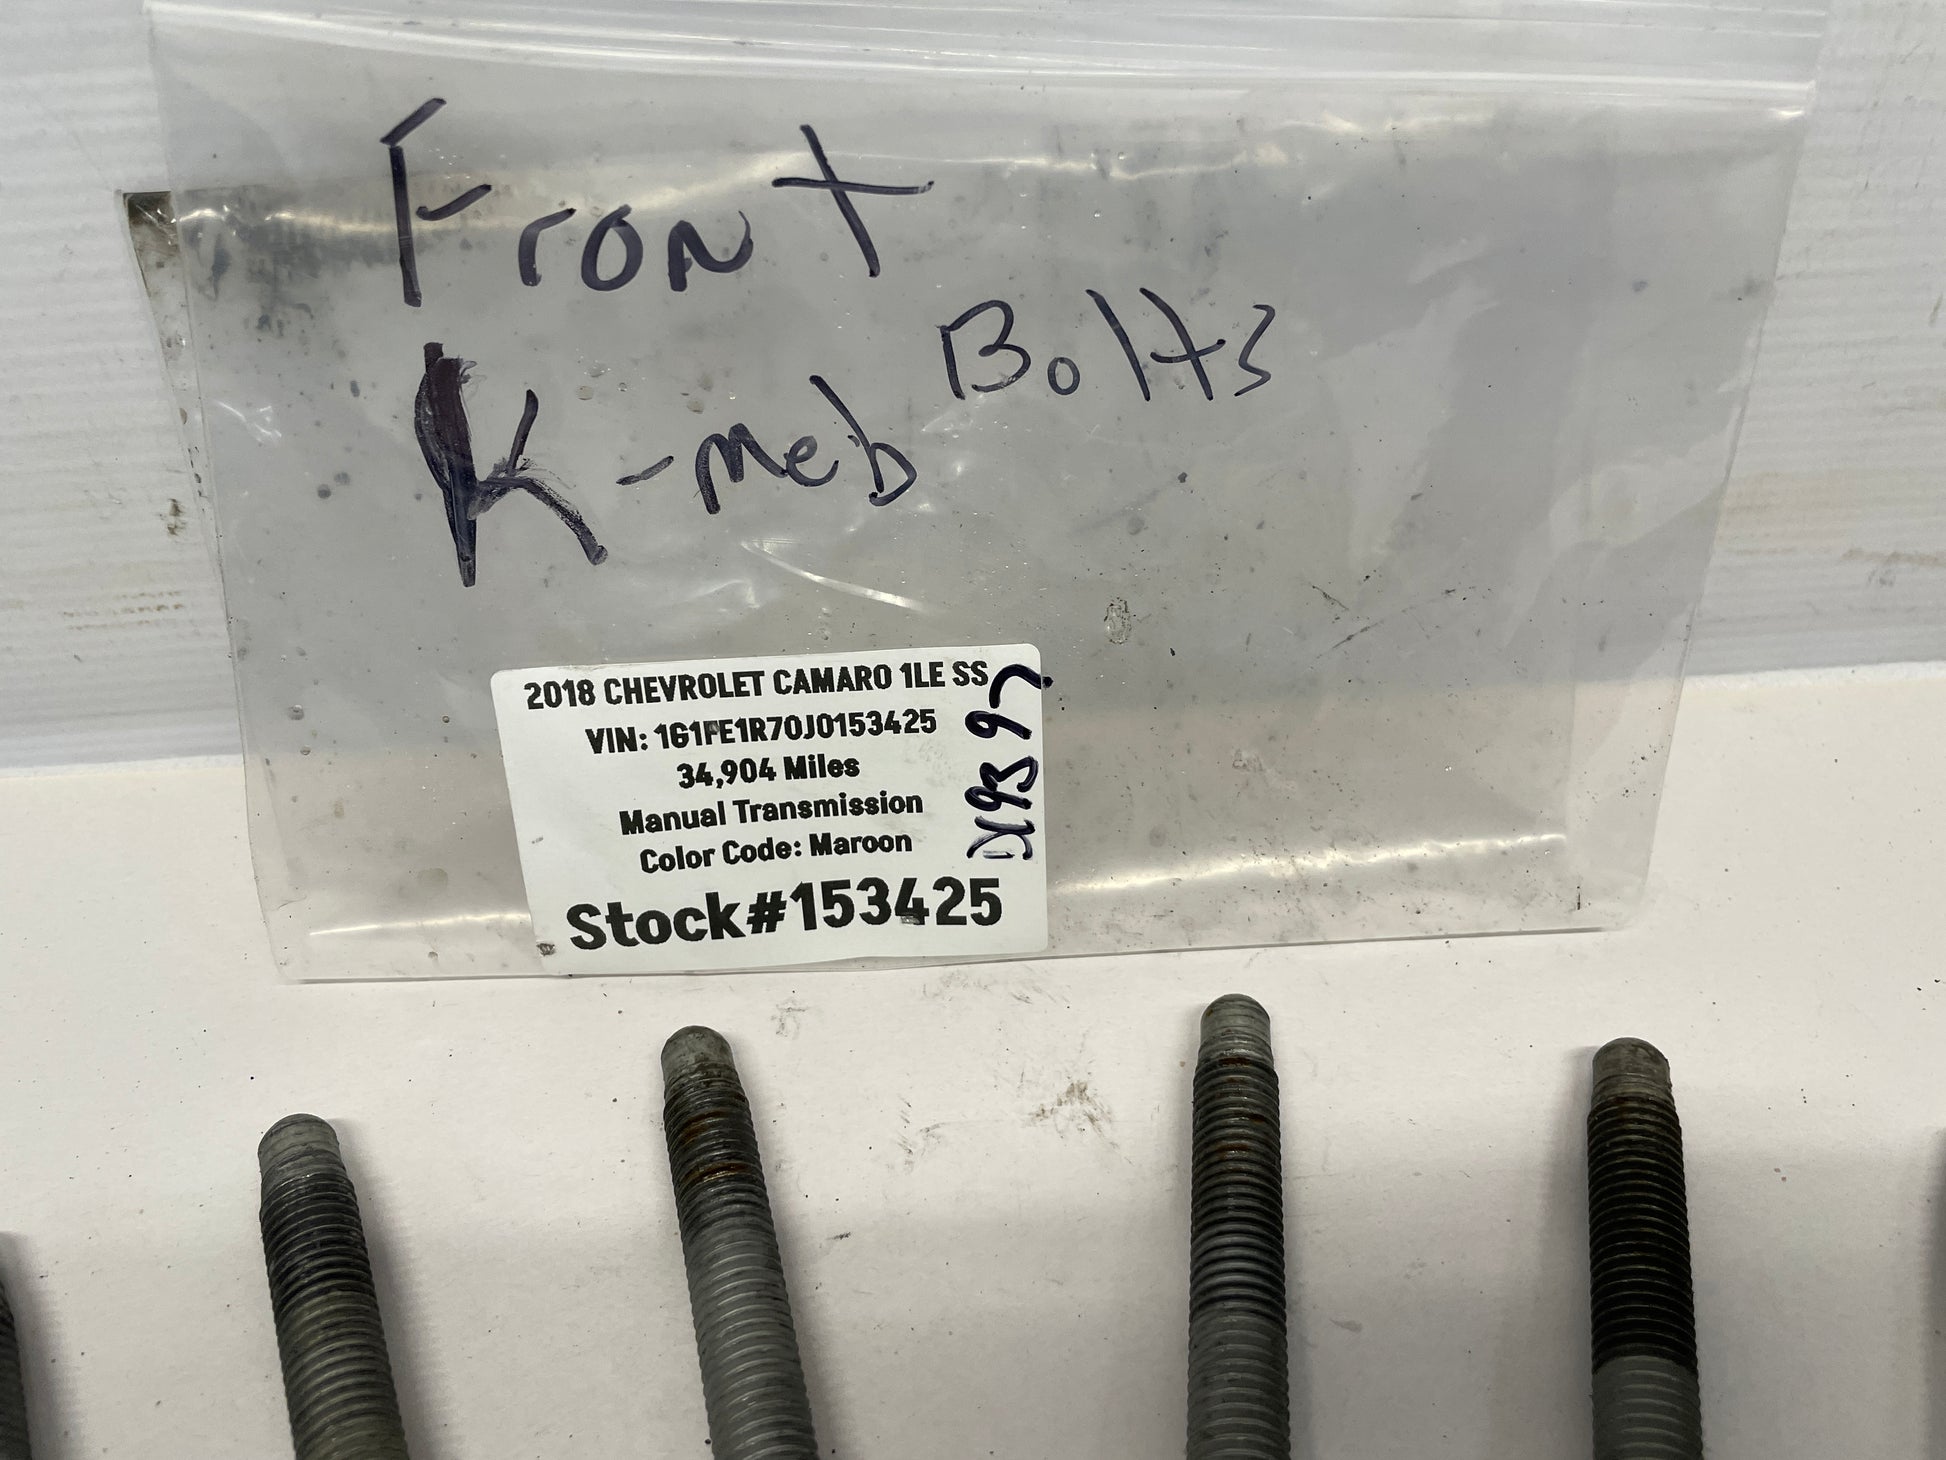 Front
Bolts
K-meb
2018 CHEVROLET CAMARO 1LE SS
VIN: 1G1FE1R70J0153425
34,904 Miles
Manual Transmission
Color Code: Maroon
Stock#153425